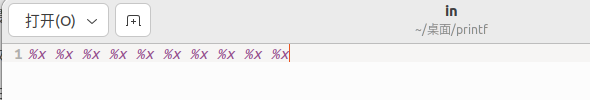 打开(O)
in
~/桌面/printf
1 %x %x %x %x %x %x %x %x %x %x